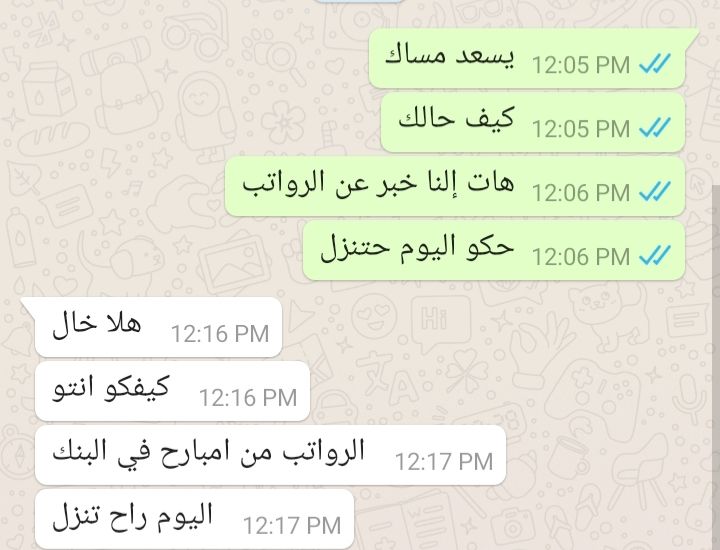 يسعد مساك 12:05 PM
كيف حالك 12:05 PM
هات إلنا خبر عن الرواتب 12:06 PM
حكو اليوم حتنزل 12:06 PM
هلا خال 12:16 PM
كيفكو انتو 12:16 PM
الرواتب من امبارح في البنك 12:17 PM
اليوم راح تنزل 12:17 PM